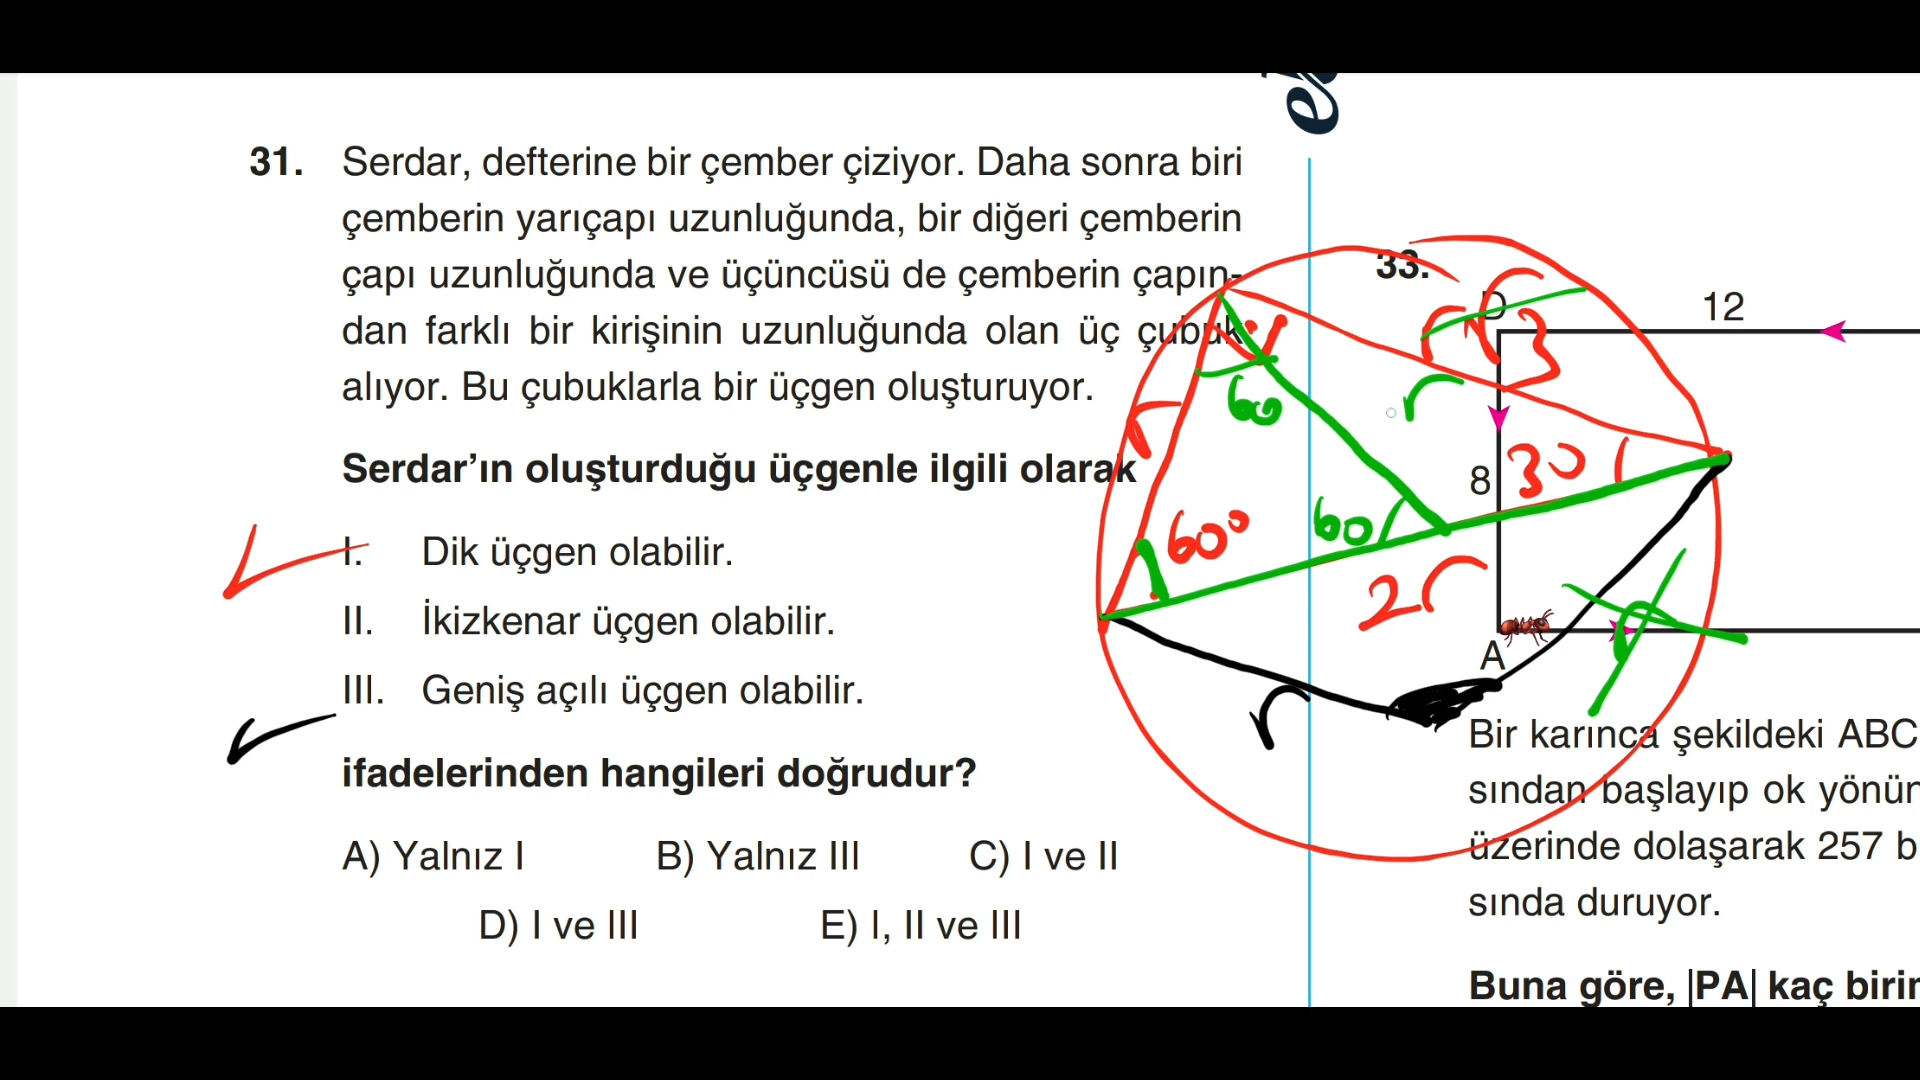 31. Serdar, defterine bir çember çiziyor. Daha sonra biri
çemberin yarıçapı uzunluğunda, bir diğeri çemberin
çapı uzunluğunda ve üçüncüsü de çemberin çapın-
dan farklı bir kirişinin uzunluğunda olan üç çubuk
alıyor. Bu çubuklarla bir üçgen oluşturuyor.
Serdar’ın oluşturduğu üçgenle ilgili olarak
I. Dik üçgen olabilir.
II. İkizkenar üçgen olabilir.
III. Geniş açılı üçgen olabilir.
ifadelerinden hangileri doğrudur?
A) Yalnız I B) Yalnız III C) I ve II
D) I ve III E) I, II ve III
33.
D
12
8
A
r
r√3
r
60
60°
60
30
2r
r
Bir karınca şekildeki ABC
sından başlayıp ok yönün
üzerinde dolaşarak 257 b
sında duruyor.
Buna göre, |PA| kaç birim